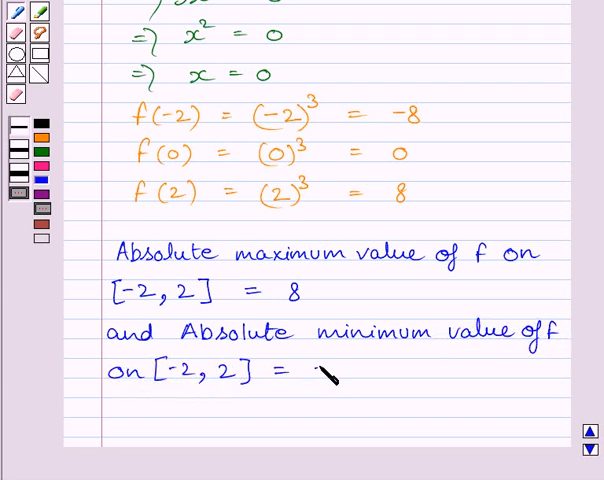 =) x² = 0
=) x = 0
f(-2) = (-2)³ = -8
f(0) = (0)³ = 0
f(2) = (2)³ = 8
Absolute maximum value of f on
[-2, 2] = 8
and Absolute minimum value of f
on [-2, 2] = -